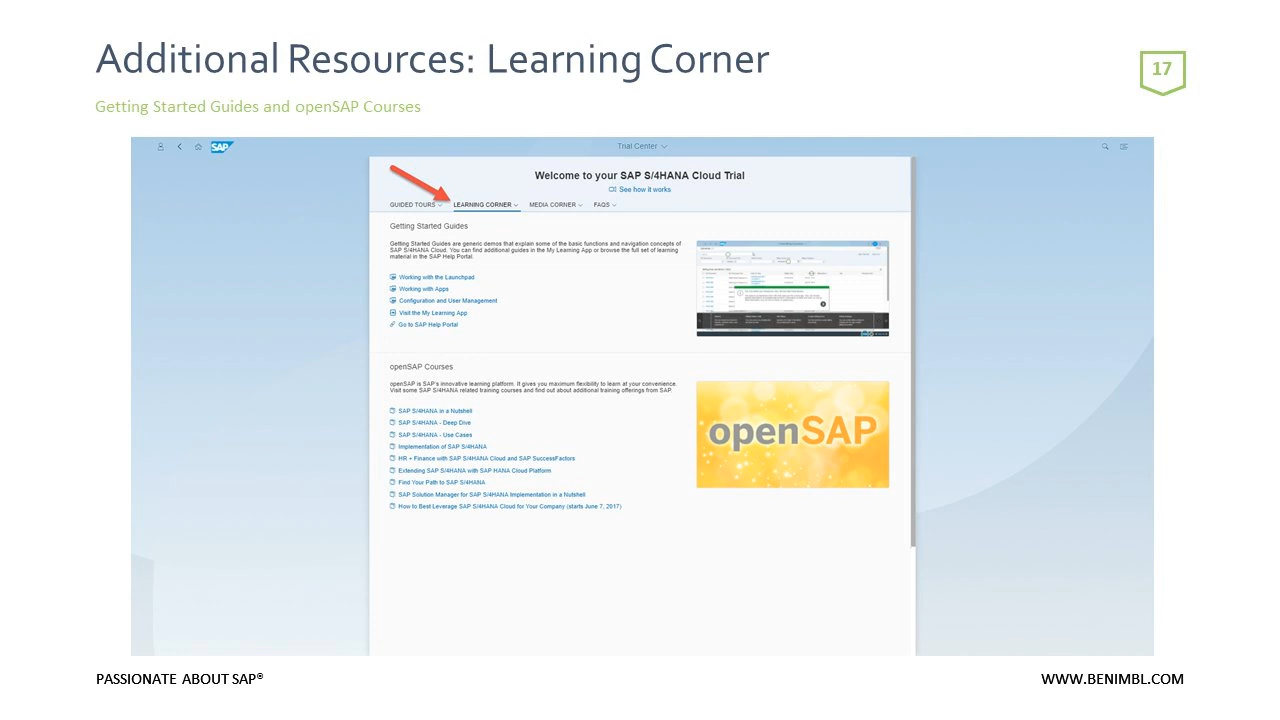 Additional Resources: Learning Corner
17
Getting Started Guides and openSAP Courses
SAP
Trial Center
Welcome to your SAP S/4HANA Cloud Trial
See how it works
GUIDED TOURS
LEARNING CORNER
MEDIA CORNER
FAQS
Getting Started Guides
Getting Started Guides are generic demos that explain some of the basic functions and navigation concepts of
SAP S/4HANA Cloud. You can find additional guides in the My Learning App or browse the full set of learning
material in the SAP Help Portal.
Working with the Launchpad
Working with Apps
Configuration and User Management
Visit the My Learning App
Go to SAP Help Portal
openSAP Courses
openSAP is SAP's innovative learning platform. It gives you maximum flexibility to learn at your convenience.
Visit some SAP S/4HANA related training courses and find out about additional training offerings from SAP.
openSAP
SAP S/4HANA in a Nutshell
SAP S/4HANA - Deep Dive
SAP S/4HANA - Use Cases
Implementation of SAP S/4HANA
HR + Finance with SAP S/4HANA Cloud and SAP SuccessFactors
Extending SAP S/4HANA with SAP HANA Cloud Platform
Find Your Path to SAP S/4HANA
SAP Solution Manager for SAP S/4HANA Implementation in a Nutshell
How to Best Leverage SAP S/4HANA Cloud for Your Company (starts June 7, 2017)
PASSIONATE ABOUT SAP®
WWW.BENIMBL.COM